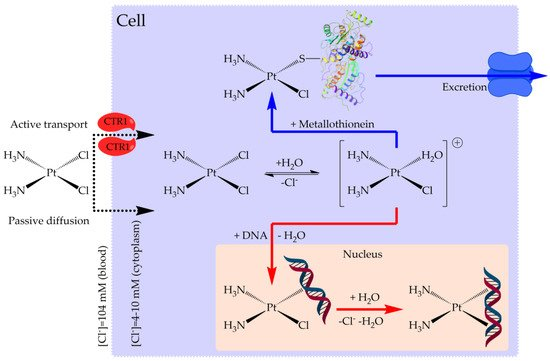 Cell
H₃N
S
Pt
H₃N
Cl
Excretion
+ Metallothionein
Active transport
CTR1
CTR1
H₃N
Cl
Pt
H₃N
Cl
Passive diffusion
[Cl⁻]=104 mM (blood)
[Cl⁻]=4-10 mM (cytoplasm)
H₃N
Cl
Pt
H₃N
Cl
+H₂O
-Cl⁻
H₃N
H₂O
Pt
H₃N
Cl
+
+ DNA - H₂O
Nucleus
H₃N
Pt
H₃N
Cl
+ H₂O
-Cl⁻ -H₂O
H₃N
Pt
H₃N